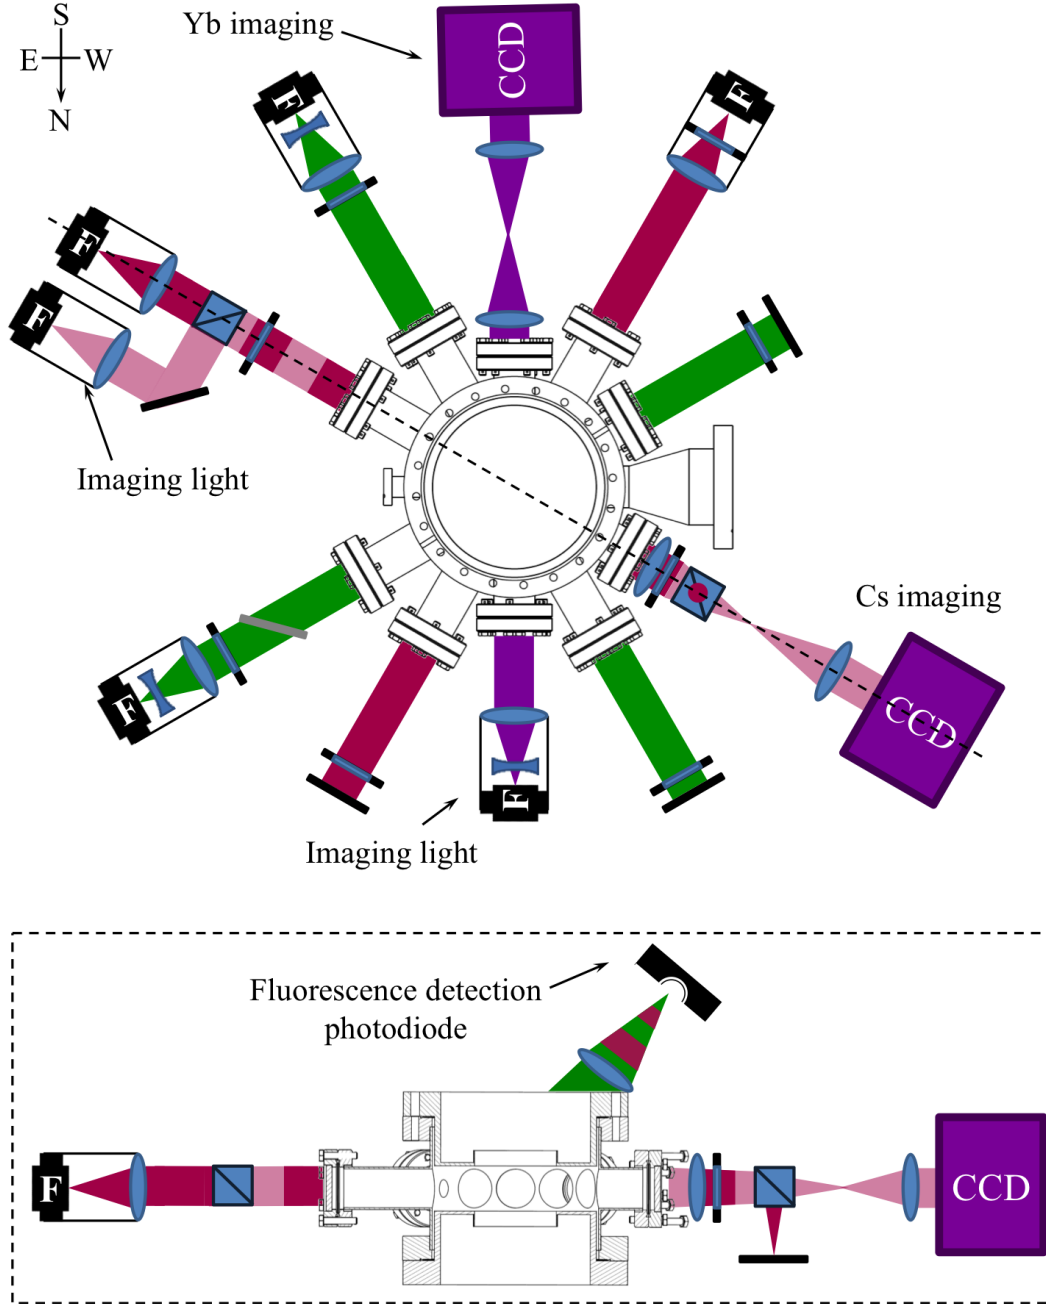 S
E W
N
Yb imaging
CCD
F
F
F
F
Imaging light
Cs imaging
CCD
F
F
Imaging light
Fluorescence detection
photodiode
F
CCD